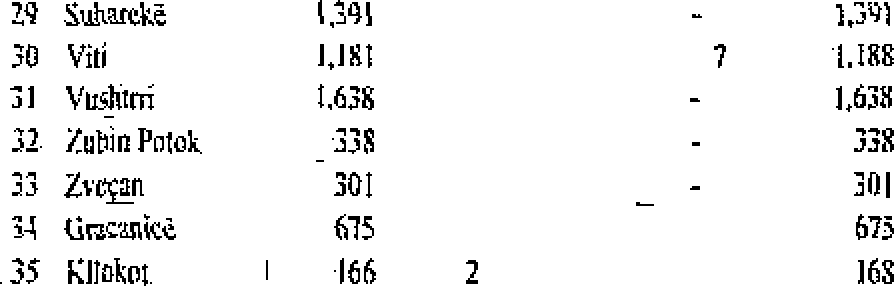 29 Suharekë 1,391 - 1,391
30 Viti 1,181 7 1,188
31 Vushtrri 1,638 - 1,638
32 Zubin Potok 338 - 338
33 Zveçan 301 - 301
34 Graçanicë 675 675
35 Kllokot 166 2 168